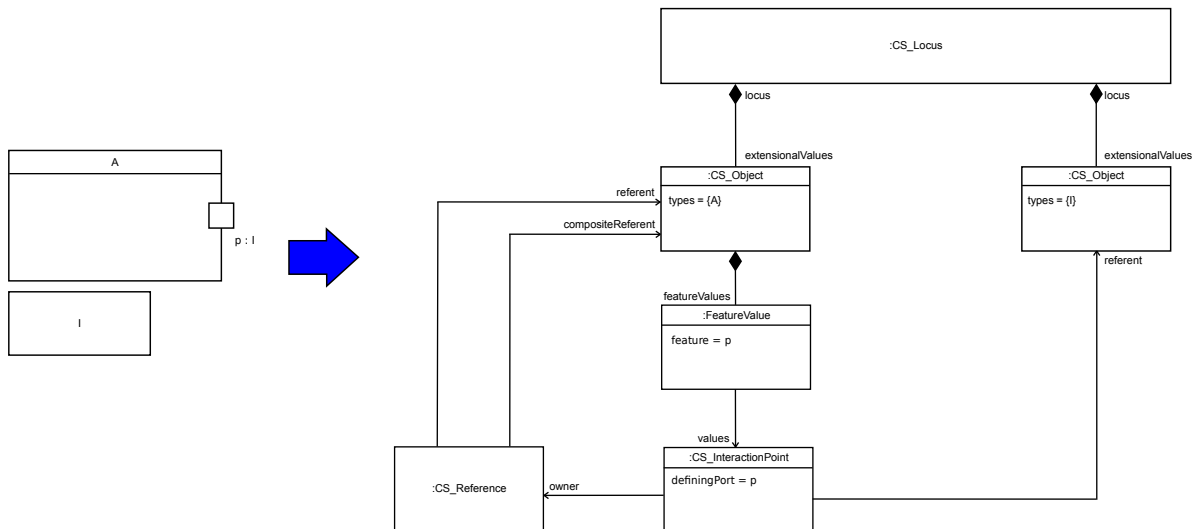 :CS_Locus
locus
locus
A
extensionalValues
extensionalValues
:CS_Object
:CS_Object
referent
types = {A}
types = {I}
compositeReferent
p : I
referent
featureValues
:FeatureValue
I
feature = p
values
:CS_InteractionPoint
definingPort = p
owner
:CS_Reference